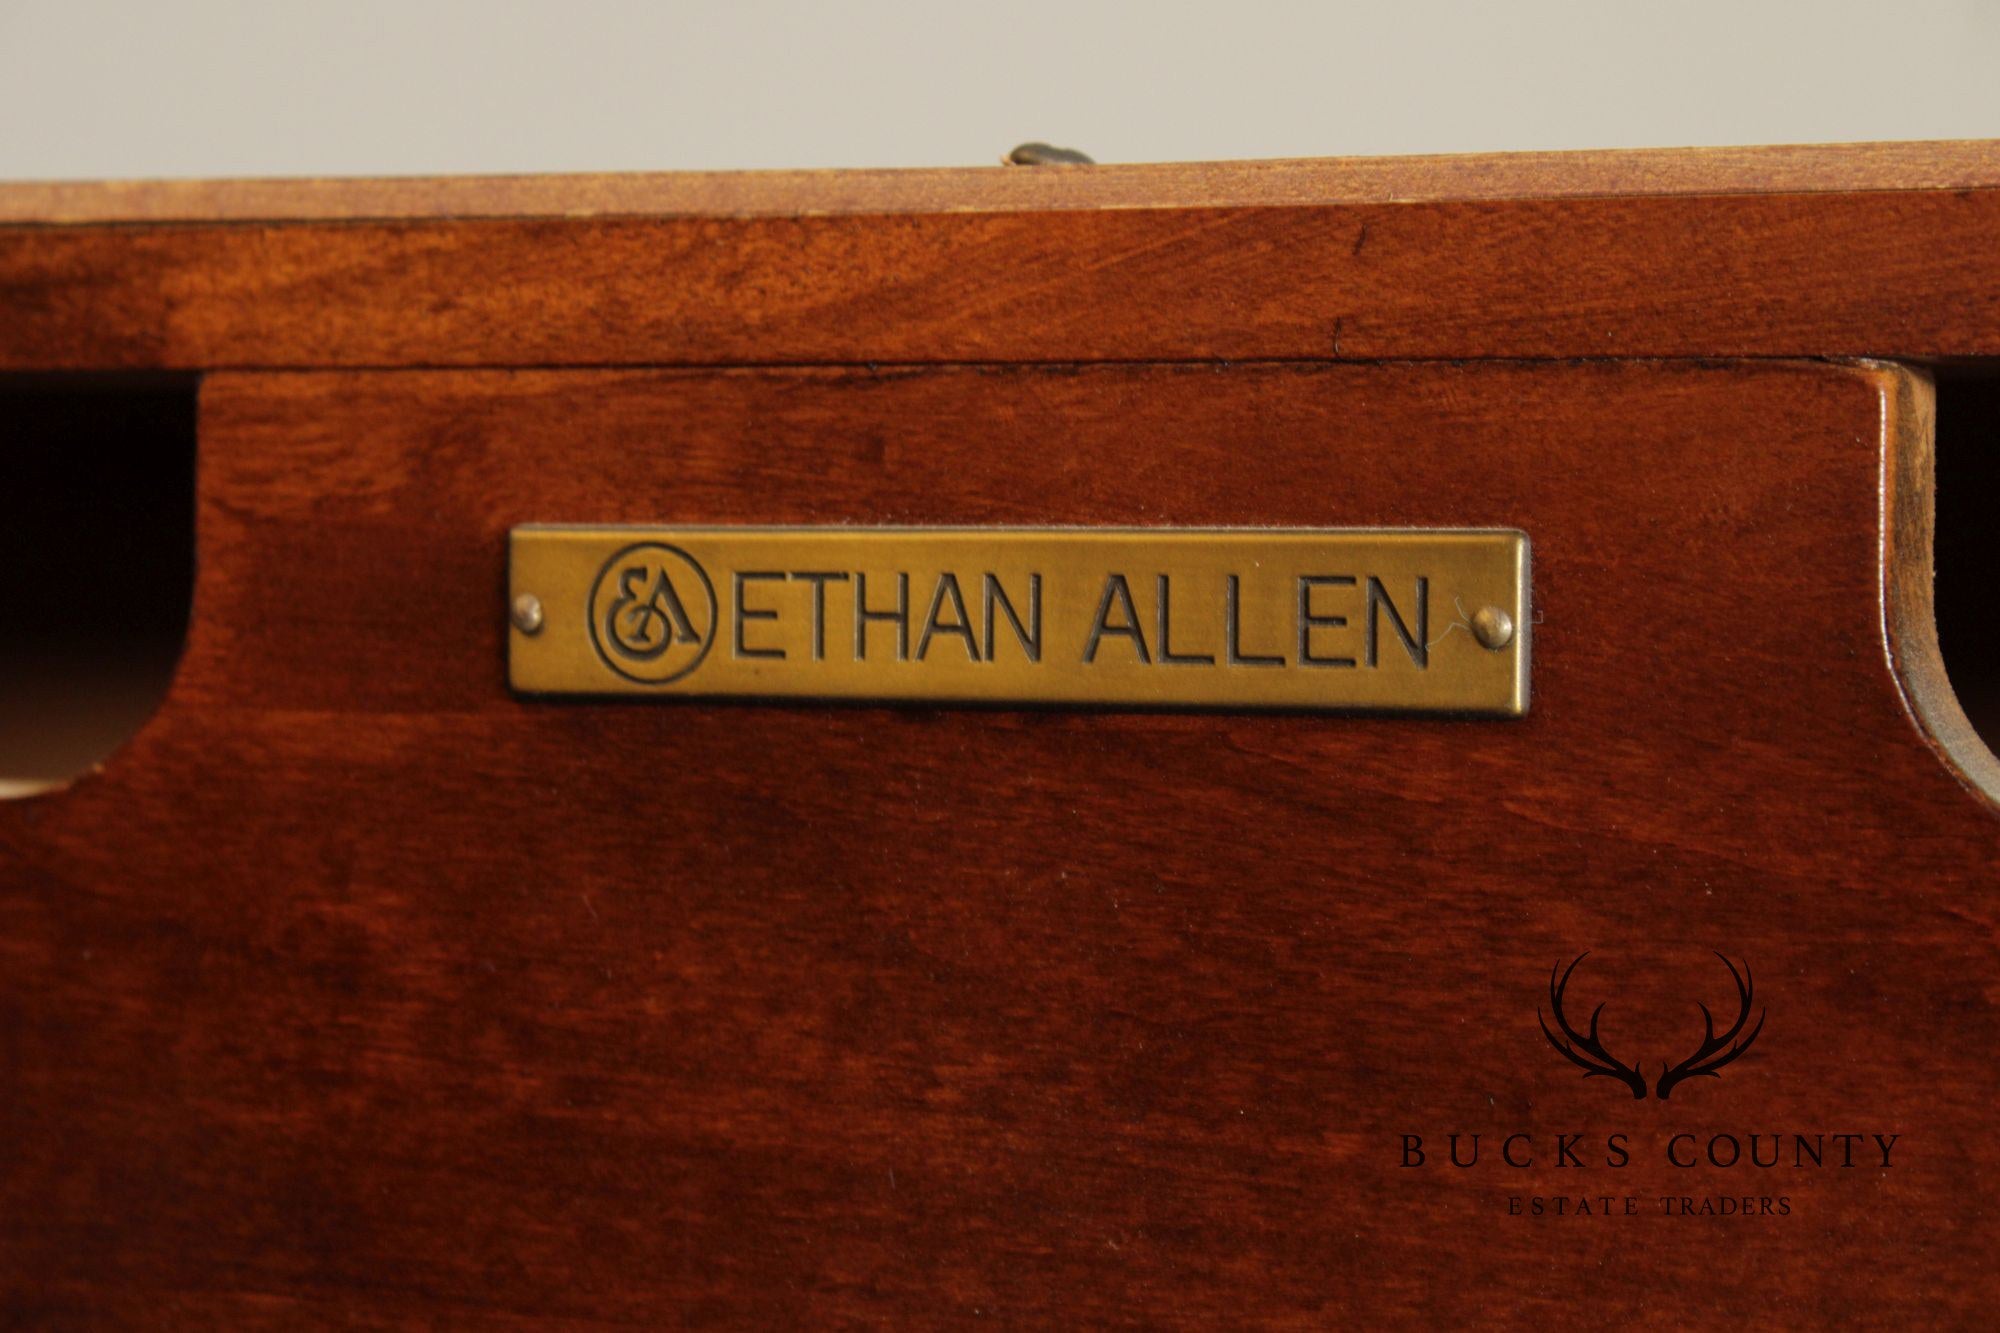 EA ETHAN ALLEN
BUCKS COUNTY
ESTATE TRADERS